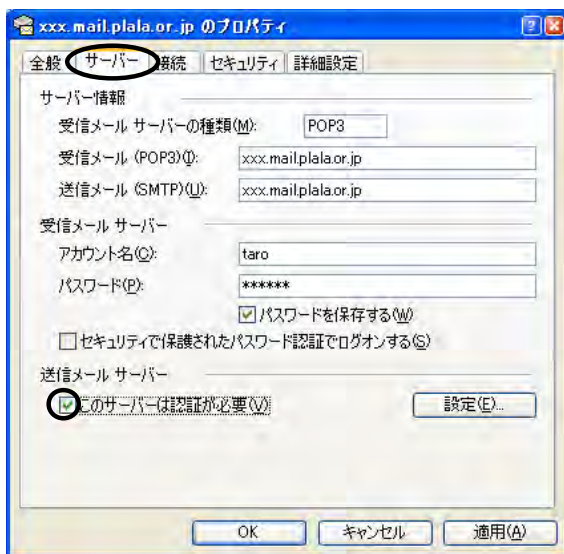 xxx.mail.plala.or.jp のプロパティ
全般 サーバー 接続 セキュリティ 詳細設定
サーバー情報
受信メール サーバーの種類(M): POP3
受信メール (POP3)(I): xxx.mail.plala.or.jp
送信メール (SMTP)(U): xxx.mail.plala.or.jp
受信メール サーバー
アカウント名(C): taro
パスワード(P): ******
パスワードを保存する(W)
セキュリティで保護されたパスワード認証でログオンする(S)
送信メール サーバー
このサーバーは認証が必要(V) 設定(E)...
OK キャンセル 適用(A)